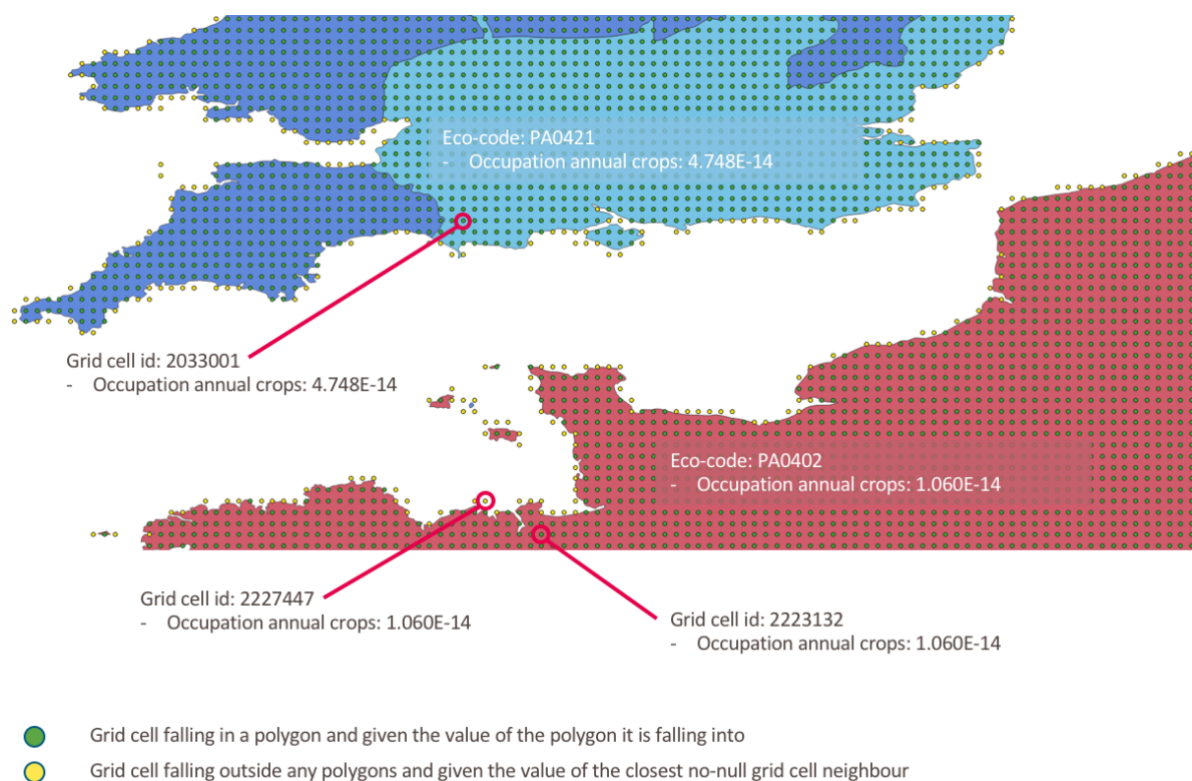 Eco-code: PA0421
- Occupation annual crops: 4.748E-14
Grid cell id: 2033001
- Occupation annual crops: 4.748E-14
Eco-code: PA0402
- Occupation annual crops: 1.060E-14
Grid cell id: 2227447
- Occupation annual crops: 1.060E-14
Grid cell id: 2223132
- Occupation annual crops: 1.060E-14
Grid cell falling in a polygon and given the value of the polygon it is falling into
Grid cell falling outside any polygons and given the value of the closest no-null grid cell neighbour